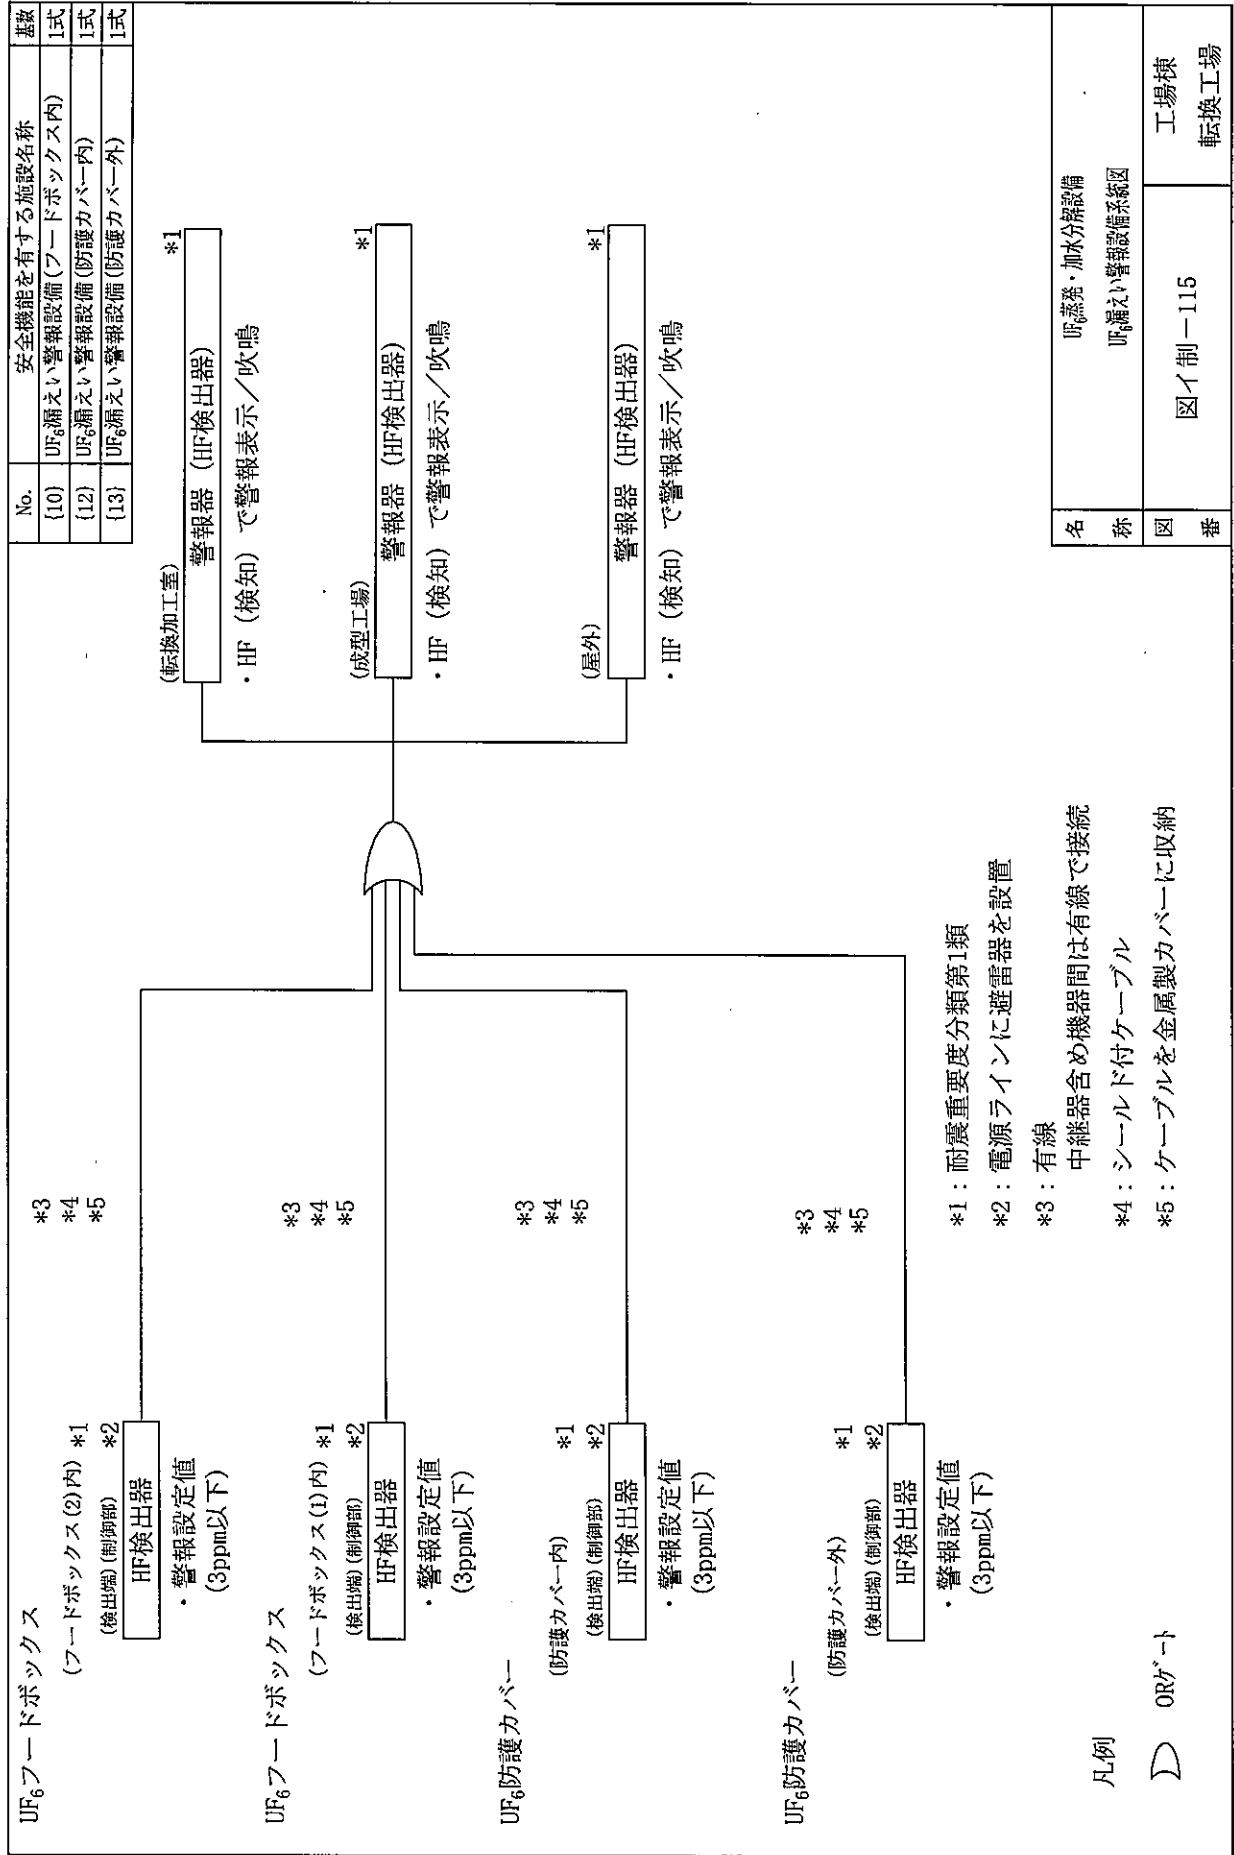 No. 安全機能を有する施設名称 基数
{10} UF₆漏えい警報設備(フードボックス内) 1式
{12} UF₆漏えい警報設備(防護カバー内) 1式
{13} UF₆漏えい警報設備(防護カバー外) 1式
UF₆フードボックス
(フードボックス(2)内) *1
(検出端)(制御部) *2
HF検出器
・警報設定値
(3ppm以下)
*3
*4
*5
UF₆フードボックス
(フードボックス(1)内) *1
(検出端)(制御部) *2
HF検出器
・警報設定値
(3ppm以下)
*3
*4
*5
UF₆防護カバー
(防護カバー内) *1
(検出端)(制御部) *2
HF検出器
・警報設定値
(3ppm以下)
*3
*4
*5
UF₆防護カバー
(防護カバー外) *1
(検出端)(制御部) *2
HF検出器
・警報設定値
(3ppm以下)
*3
*4
*5
(転換加工室) *1
警報器 (HF検出器)
・HF (検知) で警報表示/吹鳴
(成型工場) *1
警報器 (HF検出器)
・HF (検知) で警報表示/吹鳴
(屋外) *1
警報器 (HF検出器)
・HF (検知) で警報表示/吹鳴
*1：耐震重要度分類第1類
*2：電源ラインに避雷器を設置
*3：有線
中継器含め機器間は有線で接続
*4：シールド付ケーブル
*5：ケーブルを金属製カバーに収納
凡例
ORゲート
名称 UF₆蒸発・加水分解設備
UF₆漏えい警報設備系統図
図番 図イ制－115 工場棟
転換工場